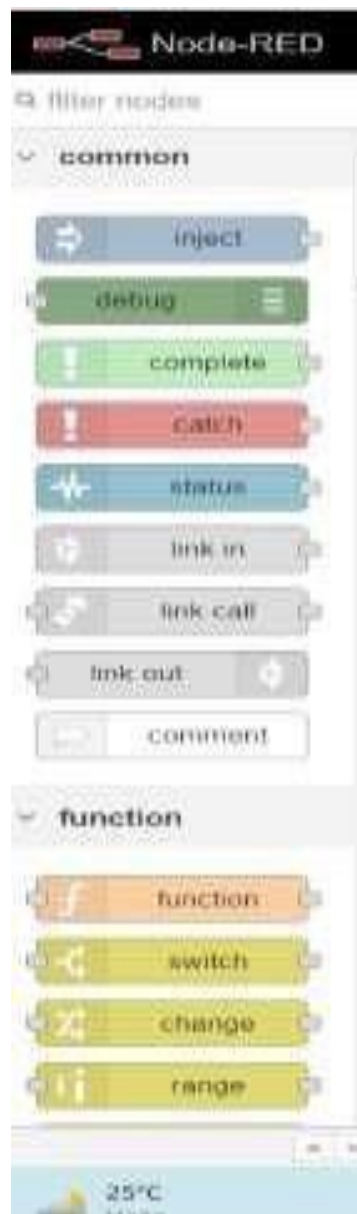 Node-RED
filter nodes
common
inject
debug
complete
catch
status
link in
link call
link out
comment
function
function
switch
change
range
25°C